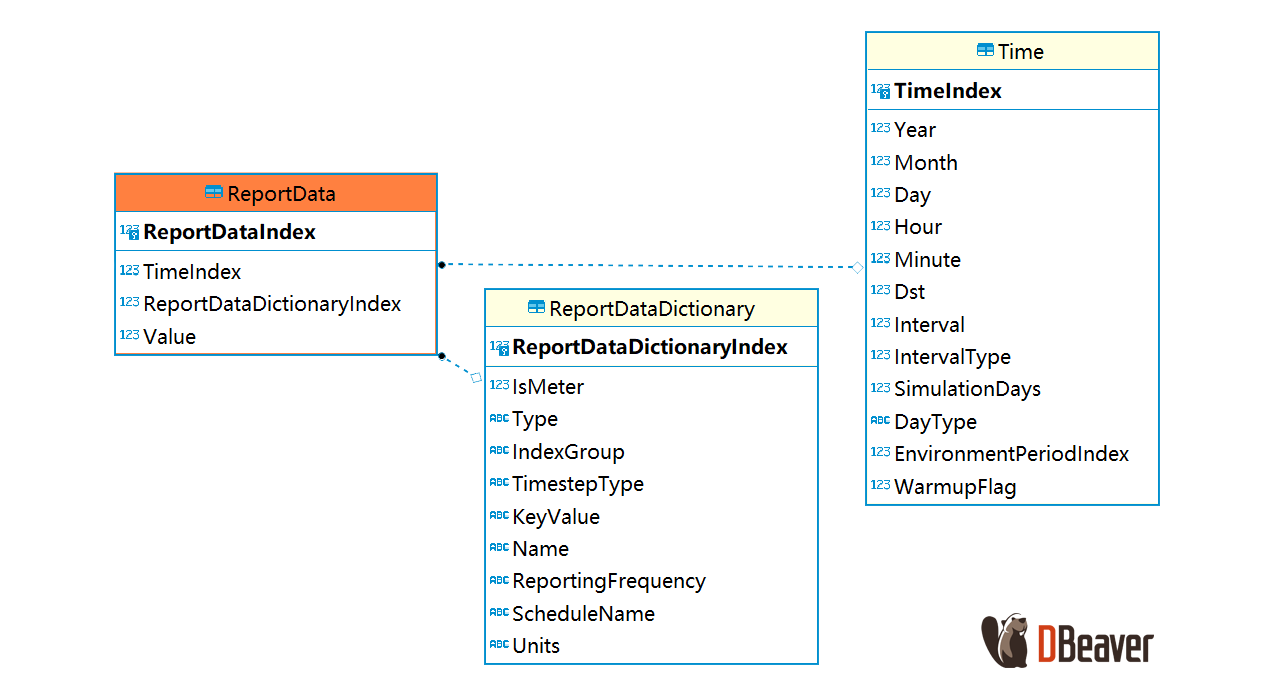 ReportData
123 ReportDataIndex
123 TimeIndex
123 ReportDataDictionaryIndex
123 Value
ReportDataDictionary
123 ReportDataDictionaryIndex
123 IsMeter
ABC Type
ABC IndexGroup
ABC TimestepType
ABC KeyValue
ABC Name
ABC ReportingFrequency
ABC ScheduleName
ABC Units
Time
123 TimeIndex
123 Year
123 Month
123 Day
123 Hour
123 Minute
123 Dst
123 Interval
123 IntervalType
123 SimulationDays
ABC DayType
123 EnvironmentPeriodIndex
123 WarmupFlag
DBeaver